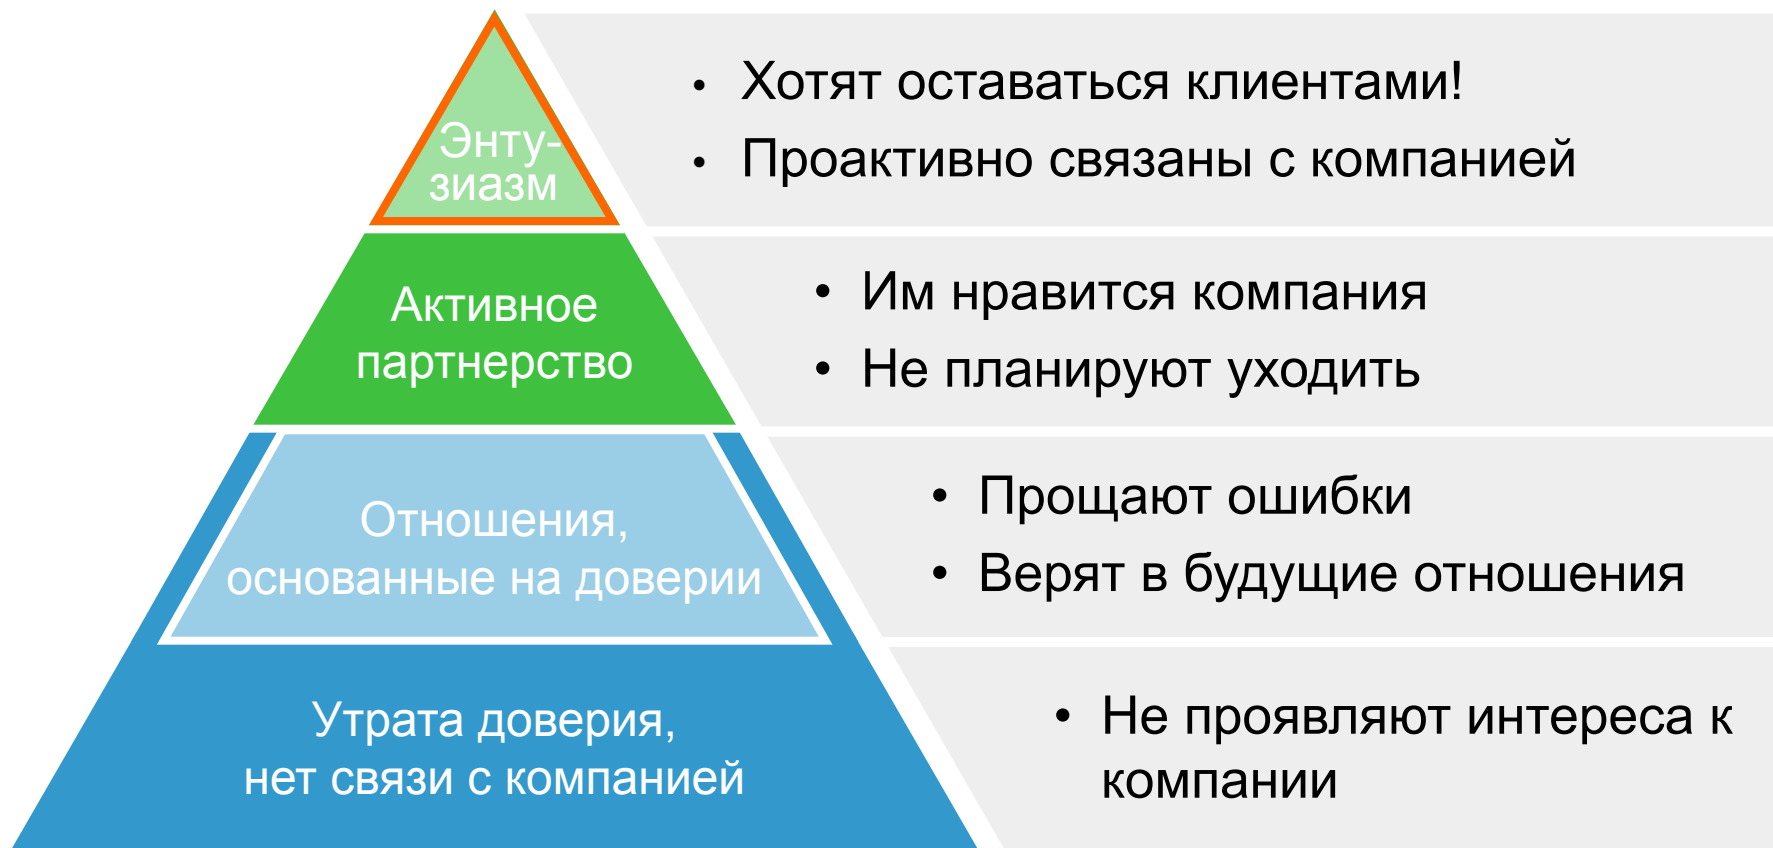 Энту-
зиазм
• Хотят оставаться клиентами!
• Проактивно связаны с компанией
Активное
партнерство
• Им нравится компания
• Не планируют уходить
Отношения,
основанные на доверии
• Прощают ошибки
• Верят в будущие отношения
Утрата доверия,
нет связи с компанией
• Не проявляют интереса к
компании